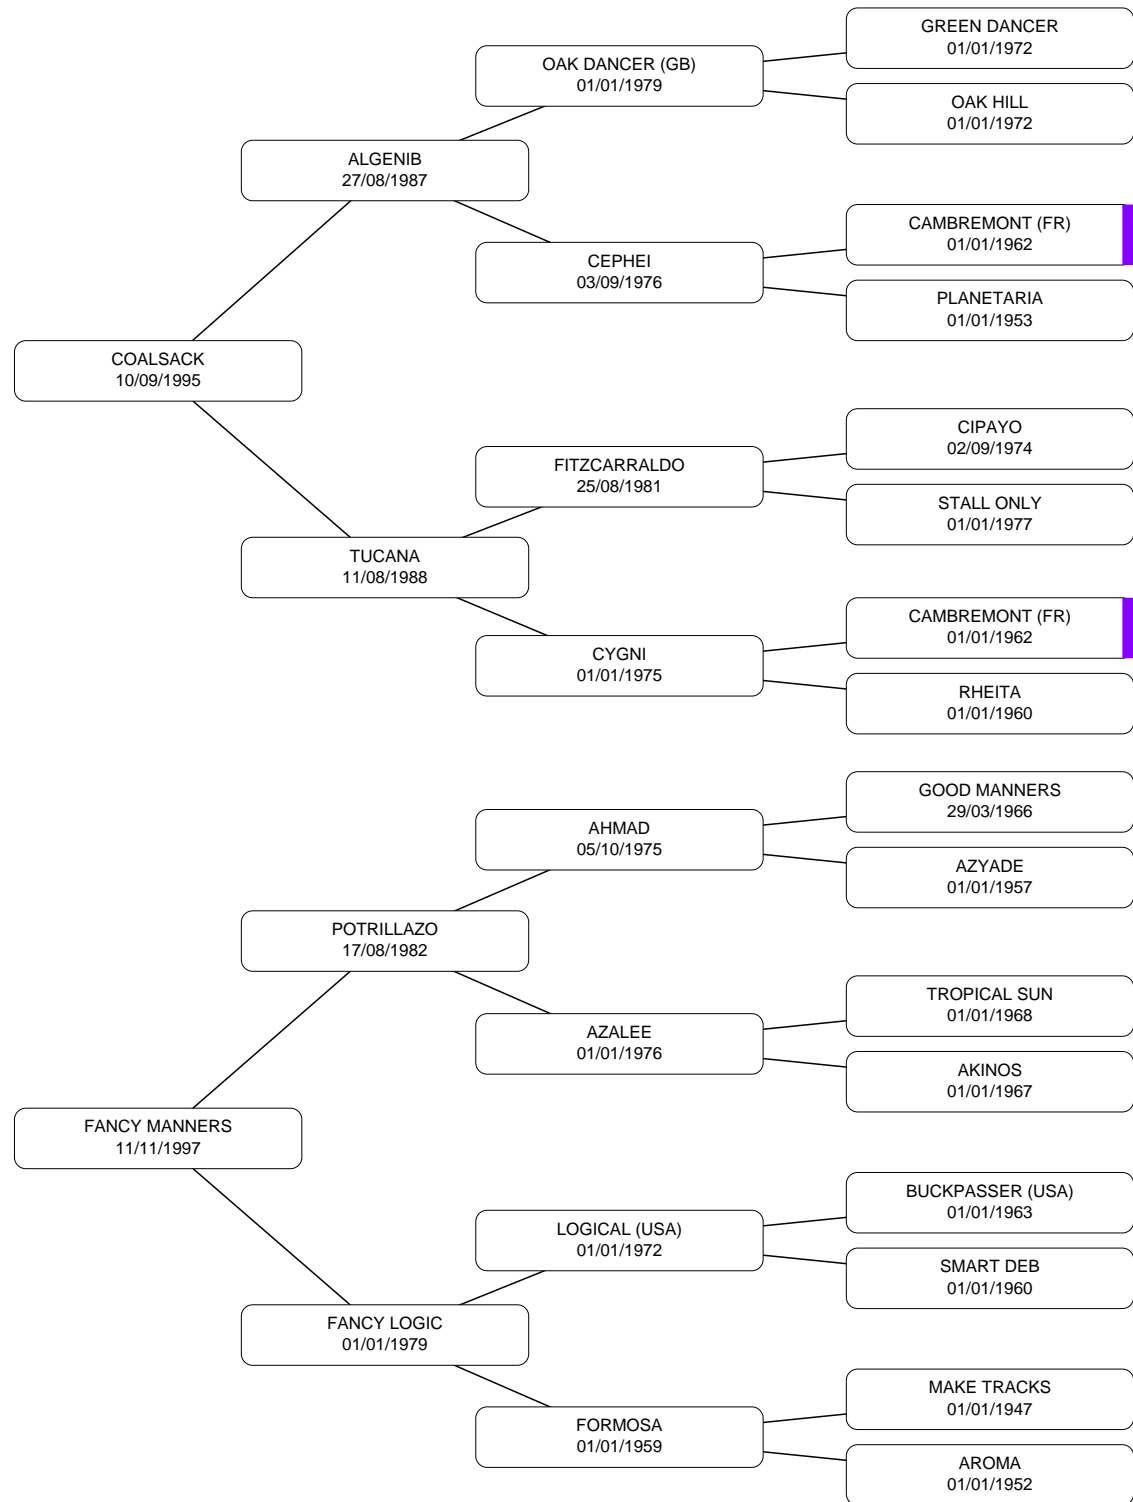 GREEN DANCER
01/01/1972
OAK DANCER (GB)
01/01/1979
OAK HILL
01/01/1972
ALGENIB
27/08/1987
CAMBREMONT (FR)
01/01/1962
CEPHEI
03/09/1976
PLANETARIA
01/01/1953
COALSACK
10/09/1995
CIPAYO
02/09/1974
FITZCARRALDO
25/08/1981
STALL ONLY
01/01/1977
TUCANA
11/08/1988
CAMBREMONT (FR)
01/01/1962
CYGNI
01/01/1975
RHEITA
01/01/1960
GOOD MANNERS
29/03/1966
AHMAD
05/10/1975
AZYADE
01/01/1957
POTRILLAZO
17/08/1982
TROPICAL SUN
01/01/1968
AZALEE
01/01/1976
AKINOS
01/01/1967
FANCY MANNERS
11/11/1997
BUCKPASSER (USA)
01/01/1963
LOGICAL (USA)
01/01/1972
SMART DEB
01/01/1960
FANCY LOGIC
01/01/1979
MAKE TRACKS
01/01/1947
FORMOSA
01/01/1959
AROMA
01/01/1952